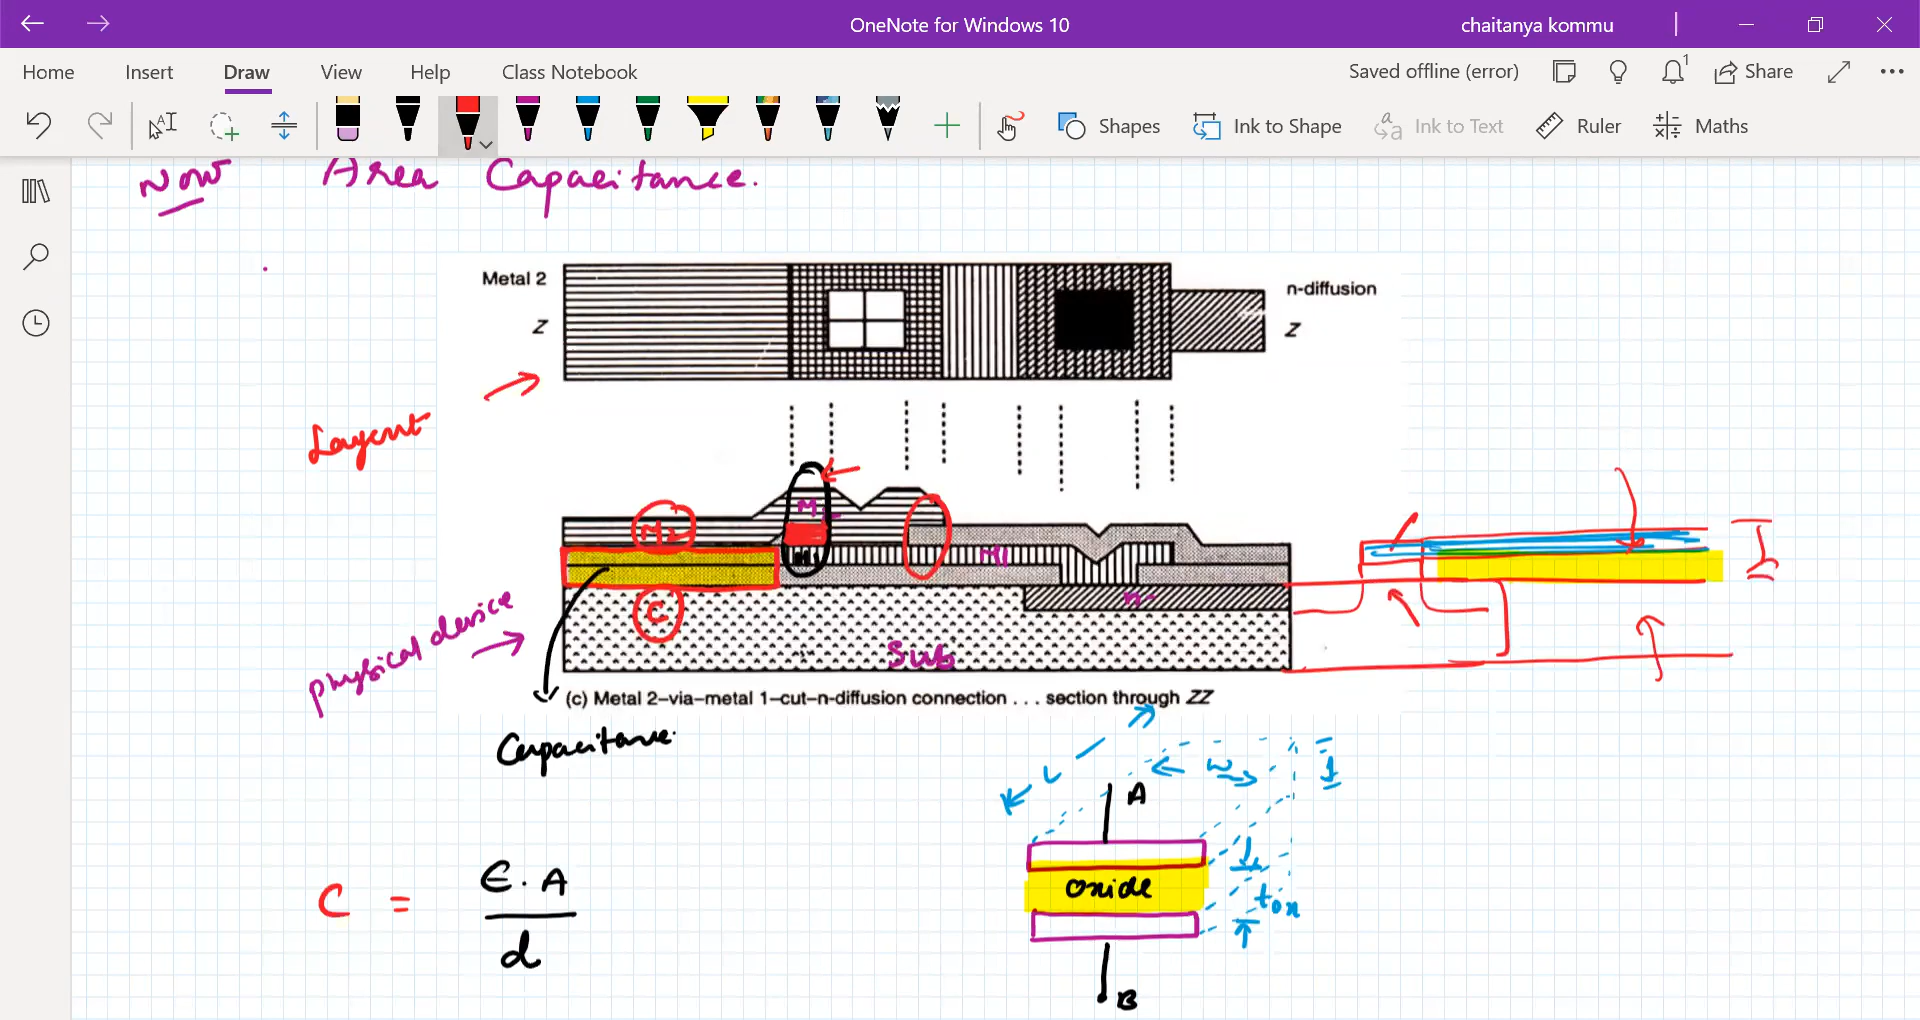 OneNote for Windows 10
chaitanya kommu
Home Insert Draw View Help Class Notebook
Saved offline (error)
1
Share
Shapes
Ink to Shape
Ink to Text
Ruler
Maths
Now Area Capacitance.
Metal 2
n-diffusion
Z
Z
Layout
M2
M1
M1
C
n-
Sub
physical device
(c) Metal 2–via–metal 1–cut–n-diffusion connection . . . section through ZZ
Capacitance.
L
w
t
A
C = ϵ . A
d
oxide
tox
B